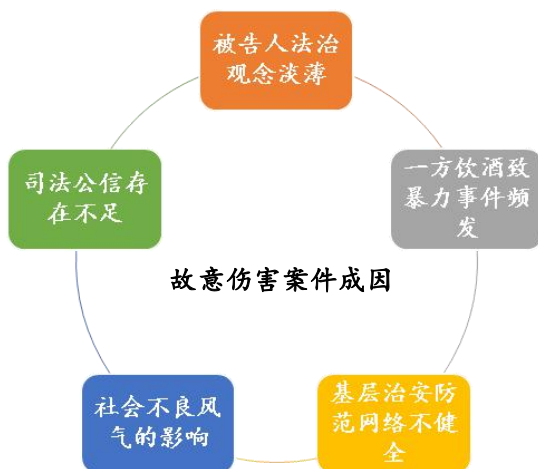 被告人法治
观念淡薄
一方饮酒致
暴力事件频
发
基层治安防
范网络不健
全
社会不良风
气的影响
司法公信存
在不足
故意伤害案件成因